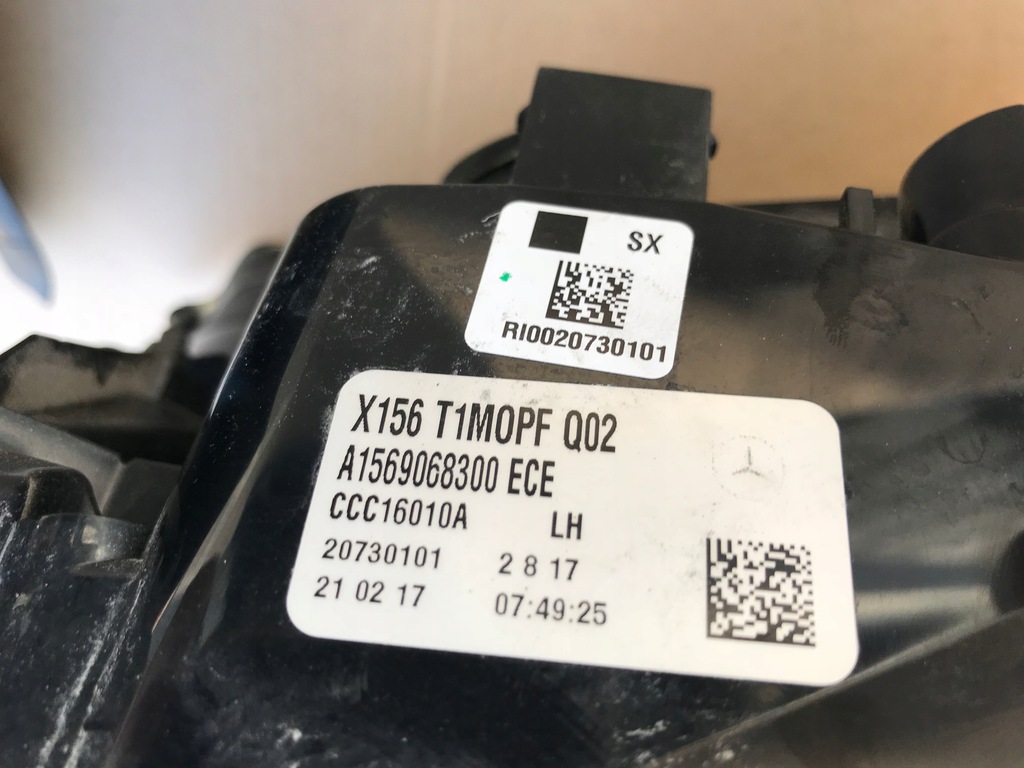 SX
RI0020730101
X156 T1MOPF Q02
A1569068300 ECE
CCC16010A LH
20730101 2 8 17
21 02 17 07:49:25